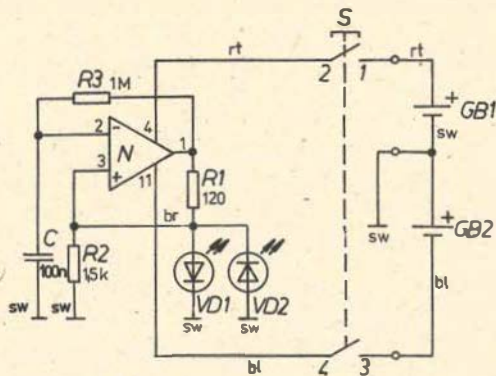 S
rt
2
1
rt
R3
1M
+
GB1
sw
2
-
4
N
1
3
+
11
R1
120
br
sw
+
GB2
C
100n
R2
1,5k
VD1
VD2
bl
sw
sw
sw
sw
bl
4
3